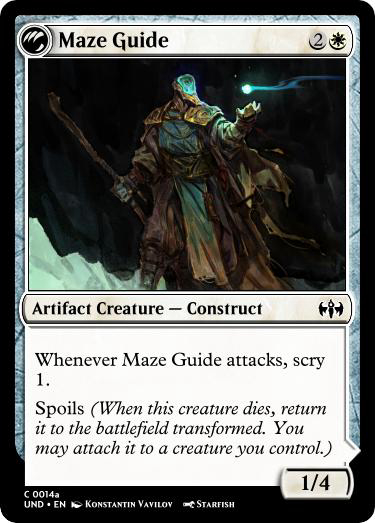 Maze Guide 2
Artifact Creature — Construct
Whenever Maze Guide attacks, scry
1.
Spoils (When this creature dies, return
it to the battlefield transformed. You
may attach it to a creature you control.)
1/4
C 0014a
UND • EN Konstantin Vavilov Starfish